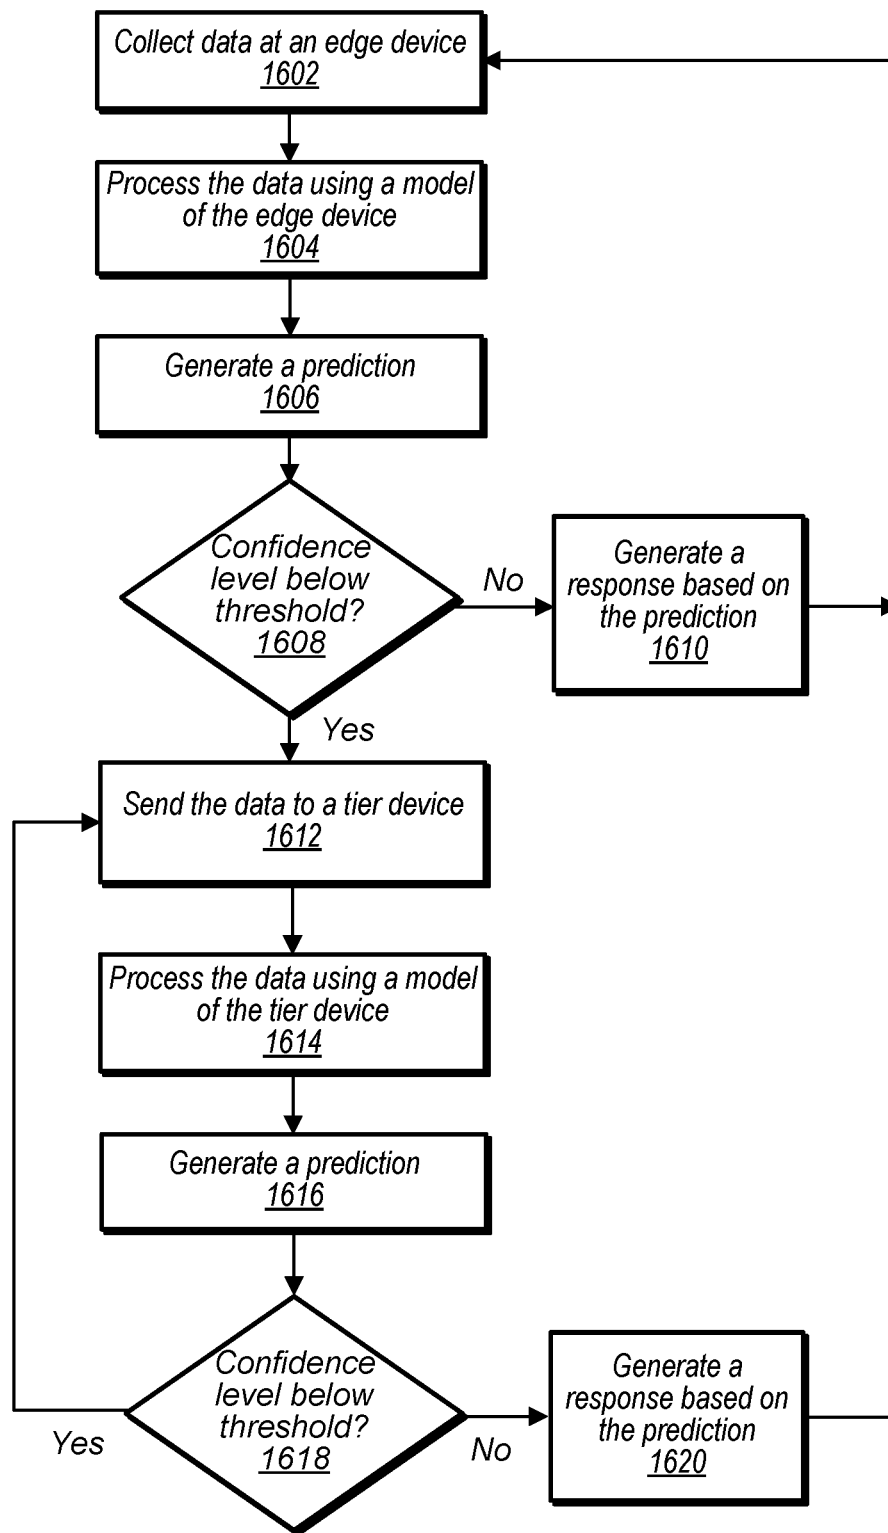 Collect data at an edge device
1602
Process the data using a model
of the edge device
1604
Generate a prediction
1606
Confidence
level below
threshold?
1608
No
Generate a
response based on
the prediction
1610
Yes
Send the data to a tier device
1612
Process the data using a model
of the tier device
1614
Generate a prediction
1616
Confidence
level below
threshold?
1618
Yes
No
Generate a
response based on
the prediction
1620